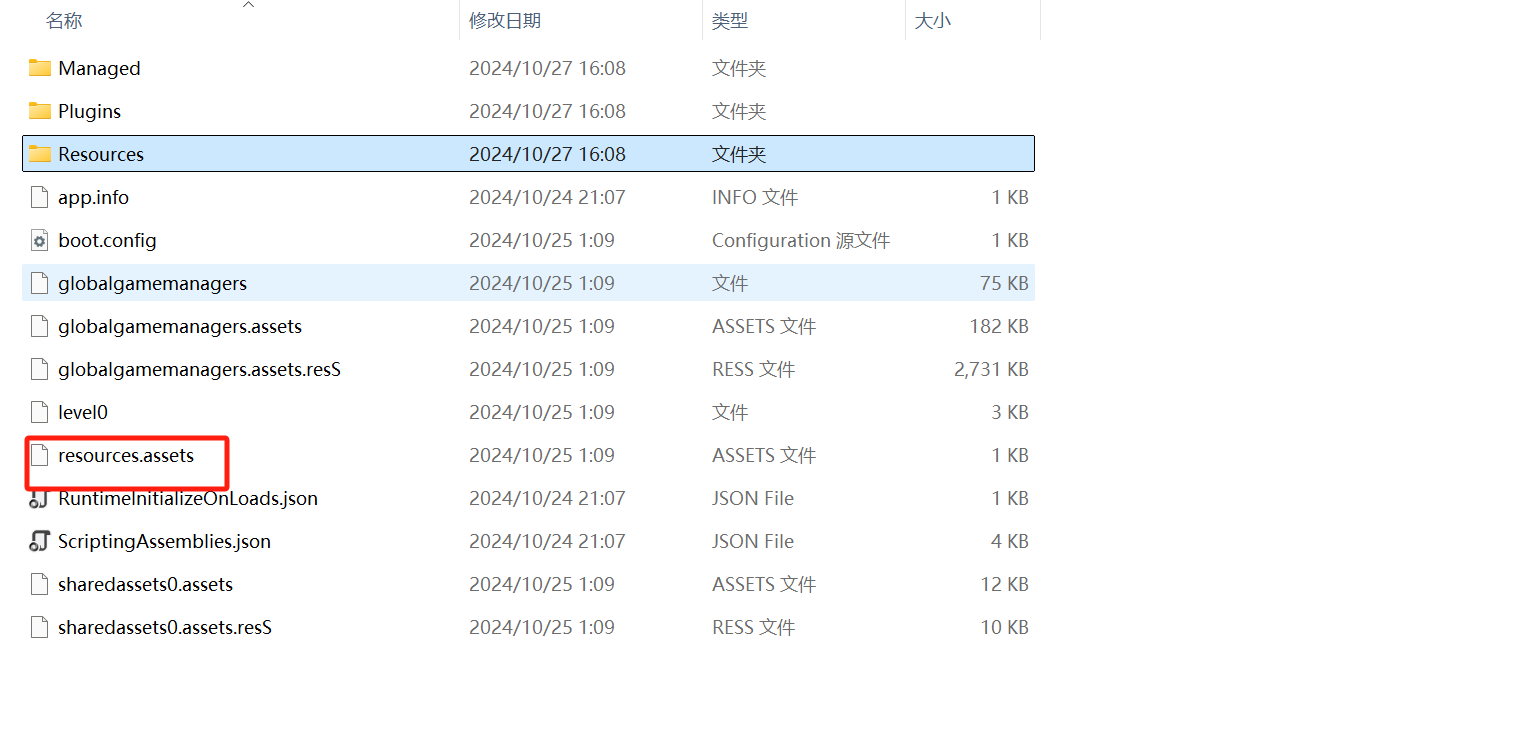 名称 修改日期 类型 大小
Managed 2024/10/27 16:08 文件夹
Plugins 2024/10/27 16:08 文件夹
Resources 2024/10/27 16:08 文件夹
app.info 2024/10/24 21:07 INFO 文件 1 KB
boot.config 2024/10/25 1:09 Configuration 源文件 1 KB
globalgamemanagers 2024/10/25 1:09 文件 75 KB
globalgamemanagers.assets 2024/10/25 1:09 ASSETS 文件 182 KB
globalgamemanagers.assets.resS 2024/10/25 1:09 RESS 文件 2,731 KB
level0 2024/10/25 1:09 文件 3 KB
resources.assets 2024/10/25 1:09 ASSETS 文件 1 KB
RuntimeInitializeOnLoads.json 2024/10/24 21:07 JSON File 1 KB
ScriptingAssemblies.json 2024/10/24 21:07 JSON File 4 KB
sharedassets0.assets 2024/10/25 1:09 ASSETS 文件 12 KB
sharedassets0.assets.resS 2024/10/25 1:09 RESS 文件 10 KB